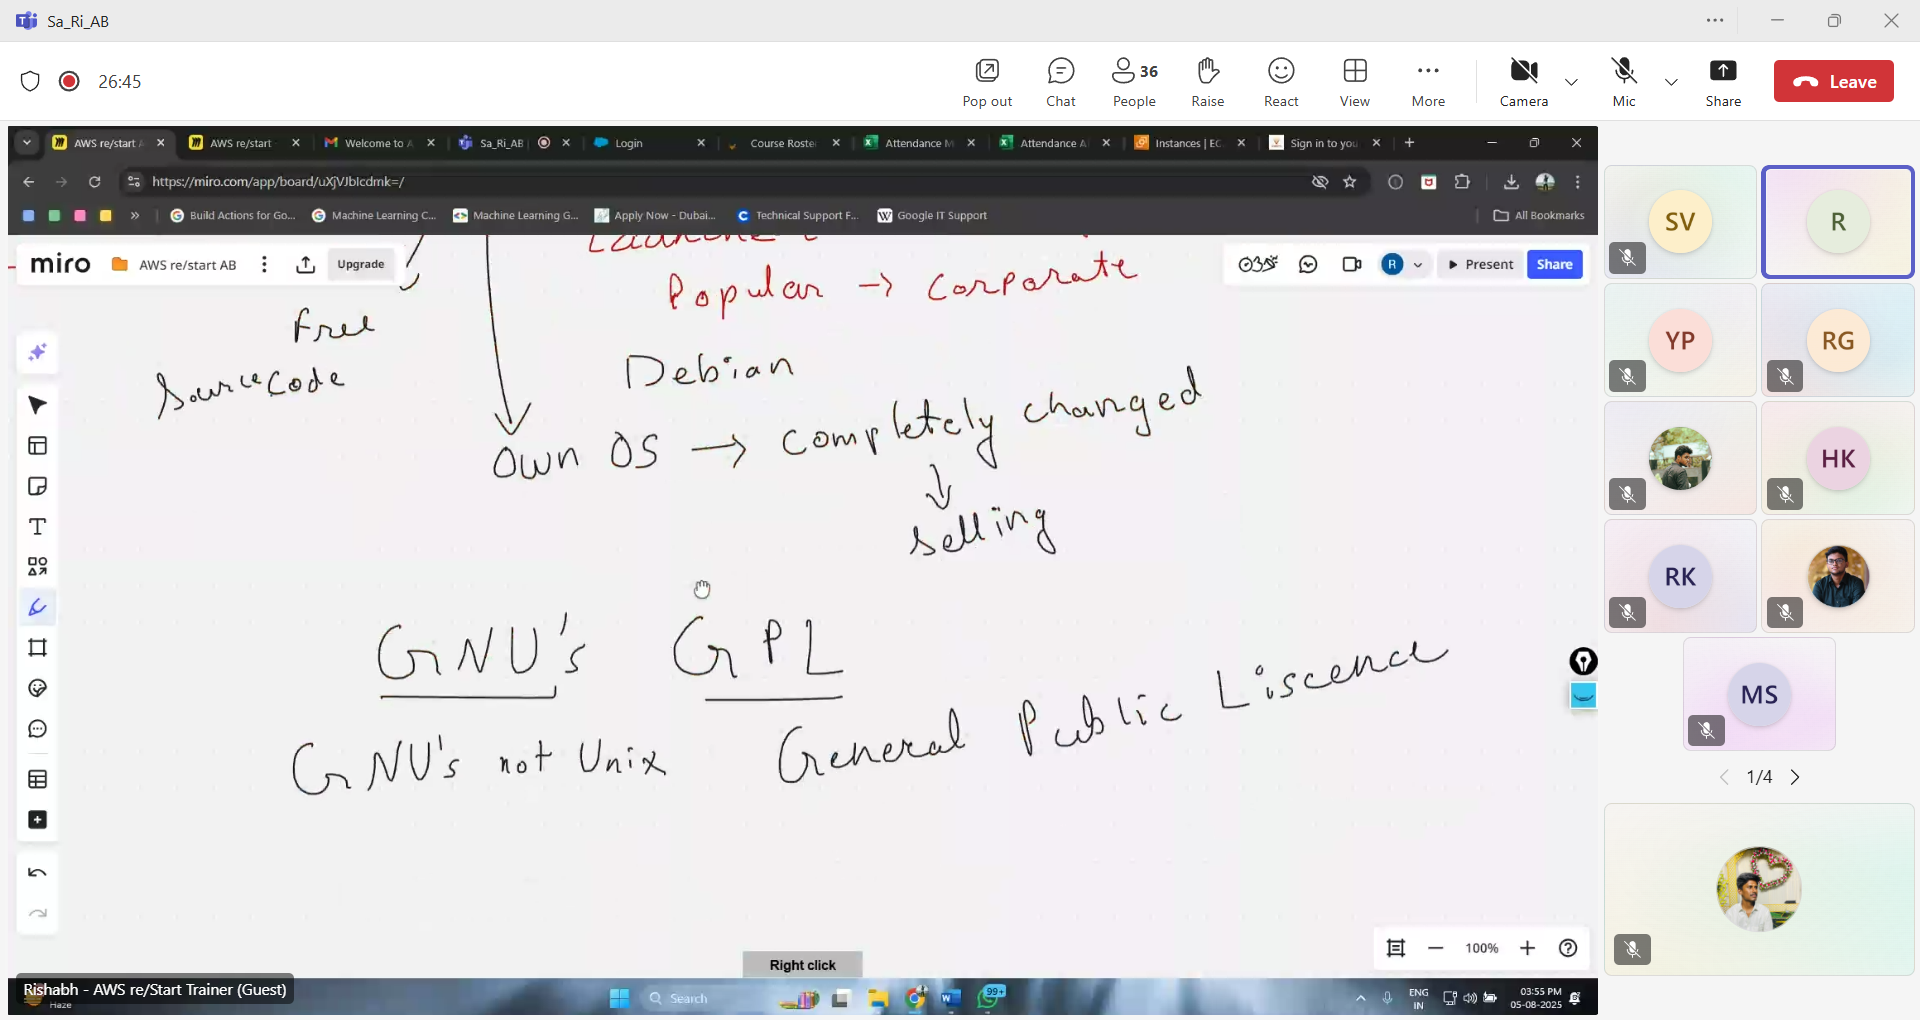 Sa_Ri_AB
26:45
Pop out
Chat
People 36
Raise
React
View
More
Camera
Mic
Share
Leave
AWS re/start A
AWS re/start
Welcome to A
Sa_Ri_AB
Login
Course Roster
Attendance M
Attendance A
Instances | EC
Sign in to you
https://miro.com/app/board/uXjVJblcdmk=/
Build Actions for Go...
Machine Learning C...
Machine Learning G...
Apply Now - Dubai...
Technical Support F...
Google IT Support
All Bookmarks
miro
AWS re/start AB
Upgrade
R
Present
Share
Popular → Corporate
Free
Source Code
Debian
Own OS → completely changed
↓
selling
GNU's GPL
GNU's not Unix General Public Liscence
100%
Right click
Rishabh - AWS re/Start Trainer (Guest)
Haze
Search
99+
ENG
IN
03:55 PM
05-08-2025
SV
R
YP
RG
HK
RK
MS
1/4